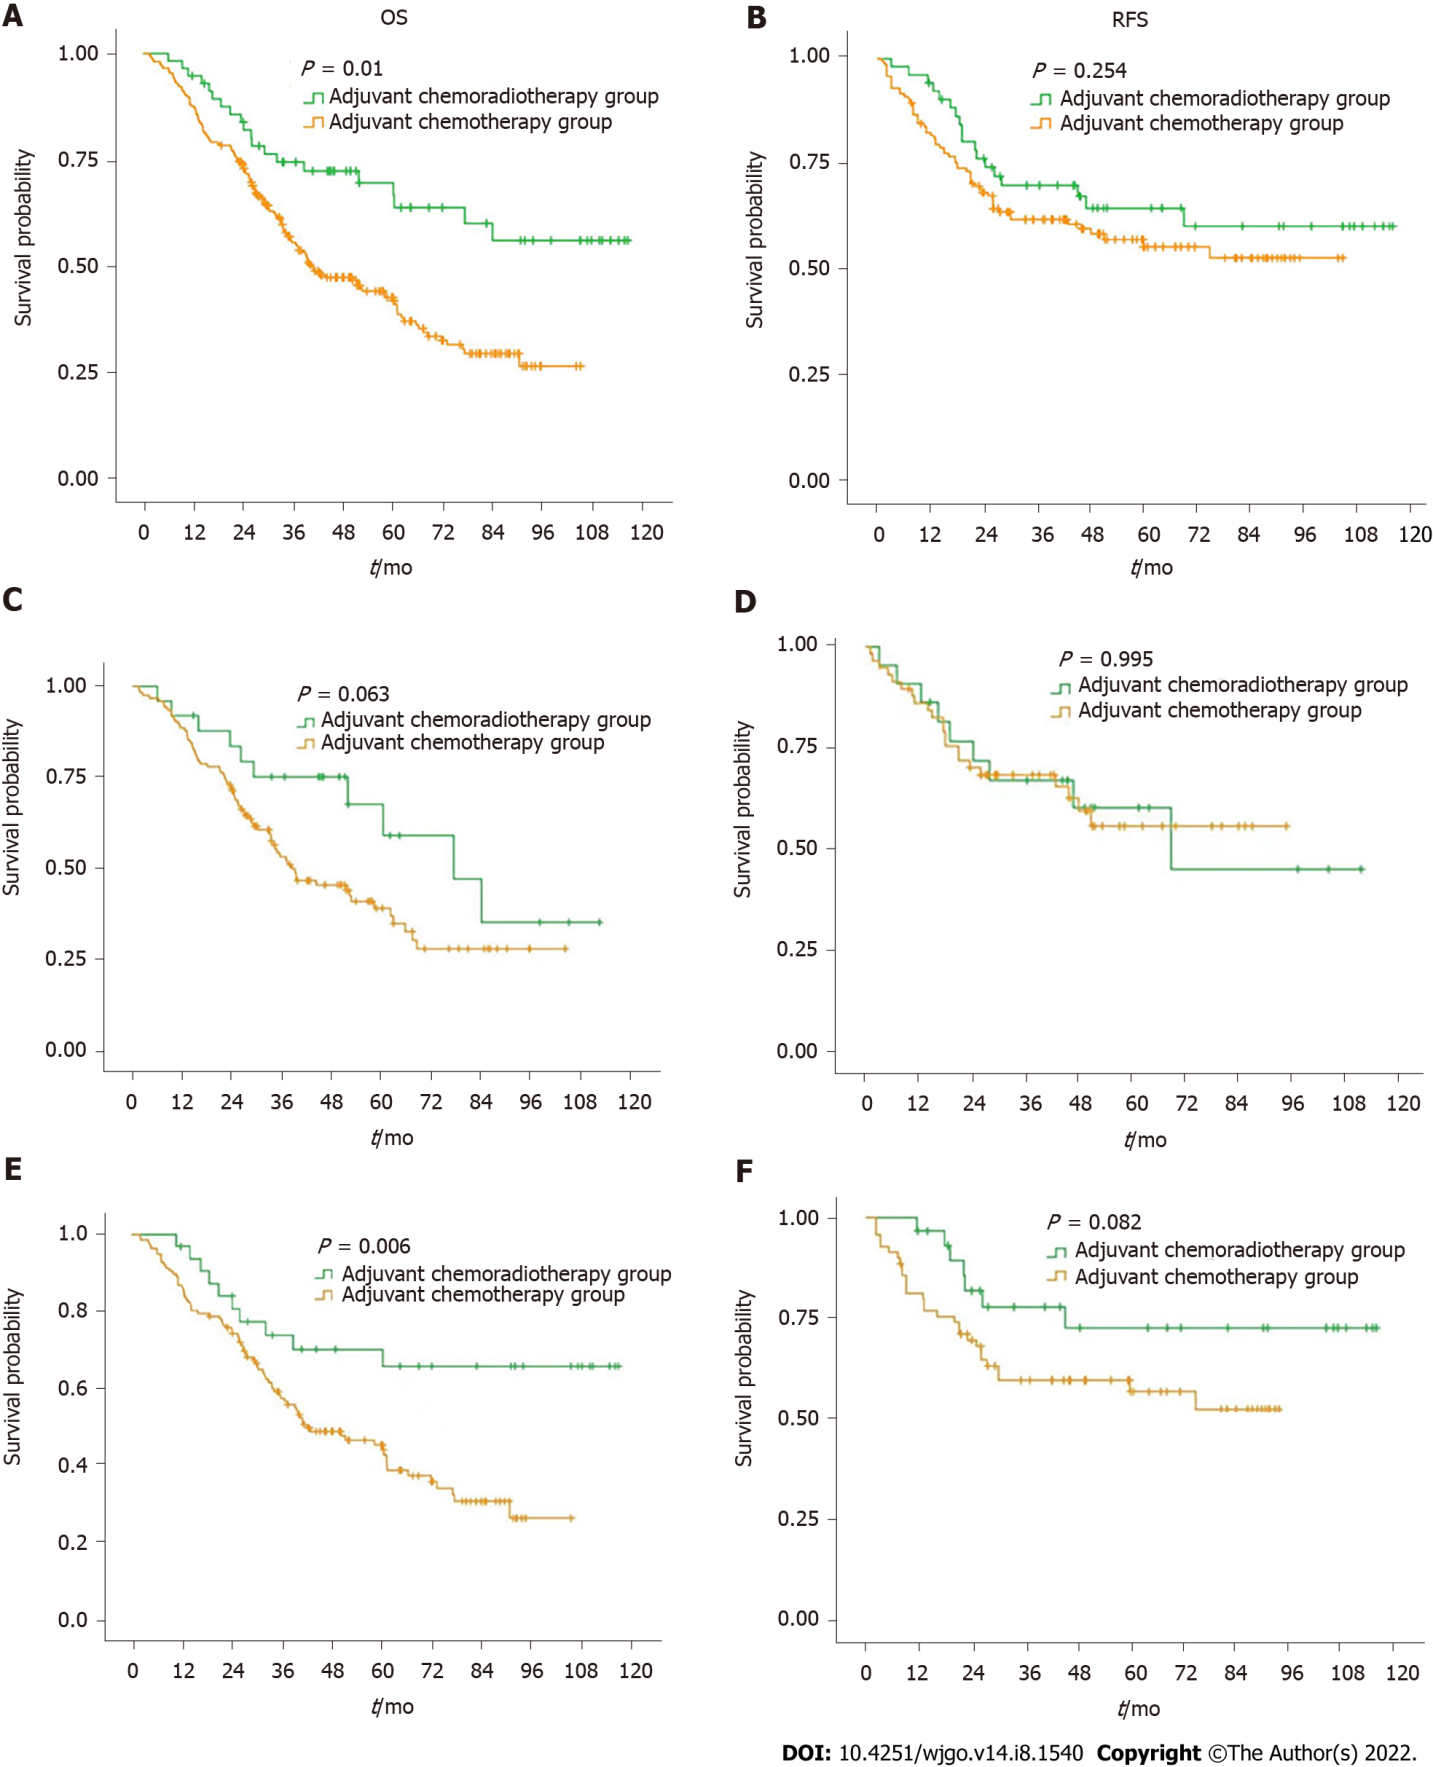 A
OS
P = 0.01
Adjuvant chemoradiotherapy group
Adjuvant chemotherapy group
Survival probability
1.00
0.75
0.50
0.25
0.00
0 12 24 36 48 60 72 84 96 108 120
t/mo
B
RFS
P = 0.254
Adjuvant chemoradiotherapy group
Adjuvant chemotherapy group
Survival probability
1.00
0.75
0.50
0.25
0.00
0 12 24 36 48 60 72 84 96 108 120
t/mo
C
P = 0.063
Adjuvant chemoradiotherapy group
Adjuvant chemotherapy group
Survival probability
1.00
0.75
0.50
0.25
0.00
0 12 24 36 48 60 72 84 96 108 120
t/mo
D
P = 0.995
Adjuvant chemoradiotherapy group
Adjuvant chemotherapy group
Survival probability
1.00
0.75
0.50
0.25
0.00
0 12 24 36 48 60 72 84 96 108 120
t/mo
E
P = 0.006
Adjuvant chemoradiotherapy group
Adjuvant chemotherapy group
Survival probability
1.0
0.8
0.6
0.4
0.2
0.0
0 12 24 36 48 60 72 84 96 108 120
t/mo
F
P = 0.082
Adjuvant chemoradiotherapy group
Adjuvant chemotherapy group
Survival probability
1.00
0.75
0.50
0.25
0.00
0 12 24 36 48 60 72 84 96 108 120
t/mo
DOI: 10.4251/wjgo.v14.i8.1540 Copyright ©The Author(s) 2022.